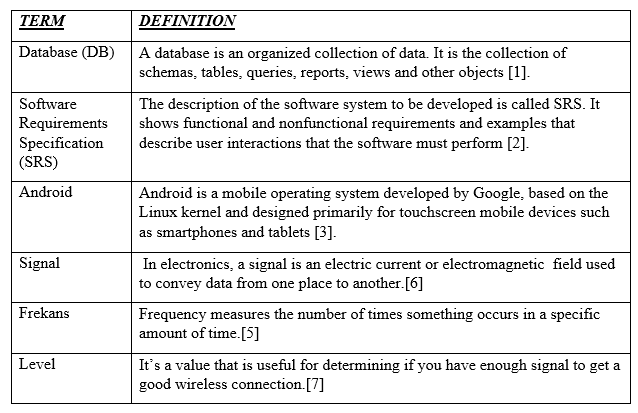 TERM DEFINITION
Database (DB) A database is an organized collection of data. It is the collection of
schemas, tables, queries, reports, views and other objects [1].
Software
Requirements
Specification
(SRS)
The description of the software system to be developed is called SRS. It
shows functional and nonfunctional requirements and examples that
describe user interactions that the software must perform [2].
Android
Android is a mobile operating system developed by Google, based on the
Linux kernel and designed primarily for touchscreen mobile devices such
as smartphones and tablets [3].
Signal
In electronics, a signal is an electric current or electromagnetic field used
to convey data from one place to another.[6]
Frekans
Frequency measures the number of times something occurs in a specific
amount of time.[5]
Level
It's a value that is useful for determining if you have enough signal to get a
good wireless connection.[7]